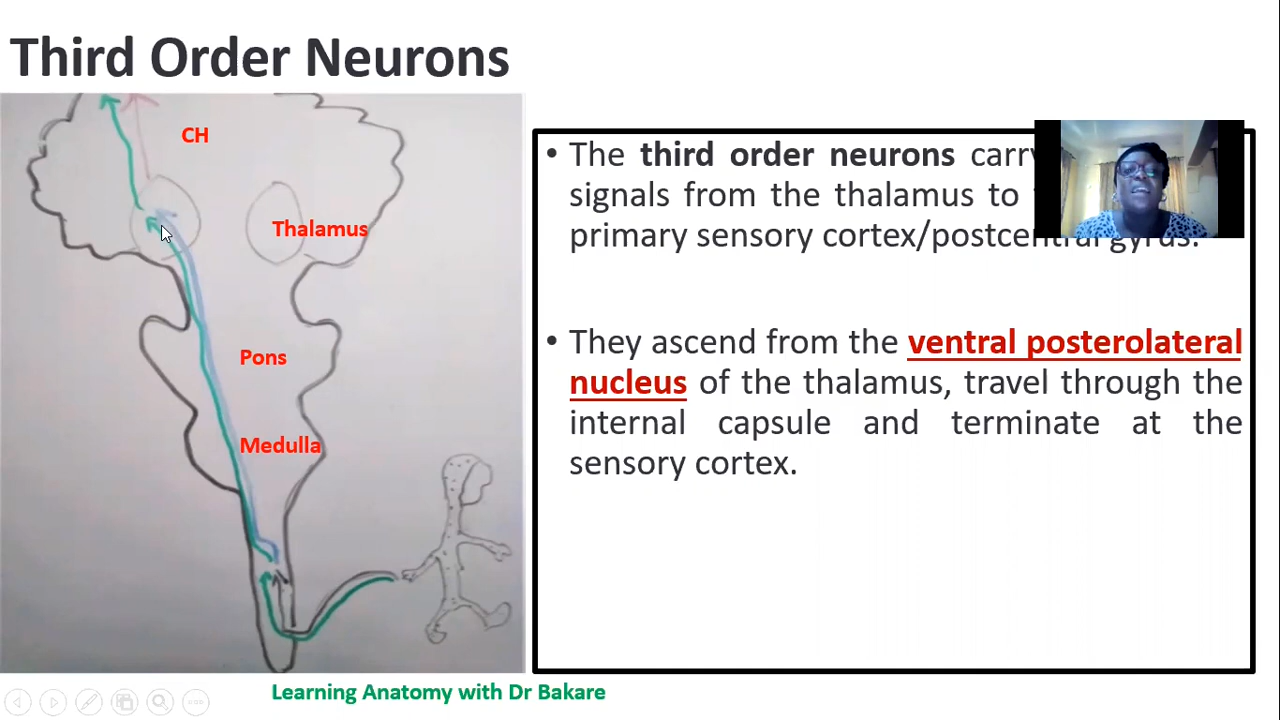 Third Order Neurons
CH
Thalamus
Pons
Medulla
• The third order neurons carry
signals from the thalamus to
primary sensory cortex/postcentral gyrus.
• They ascend from the ventral posterolateral
nucleus of the thalamus, travel through the
internal capsule and terminate at the
sensory cortex.
Learning Anatomy with Dr Bakare